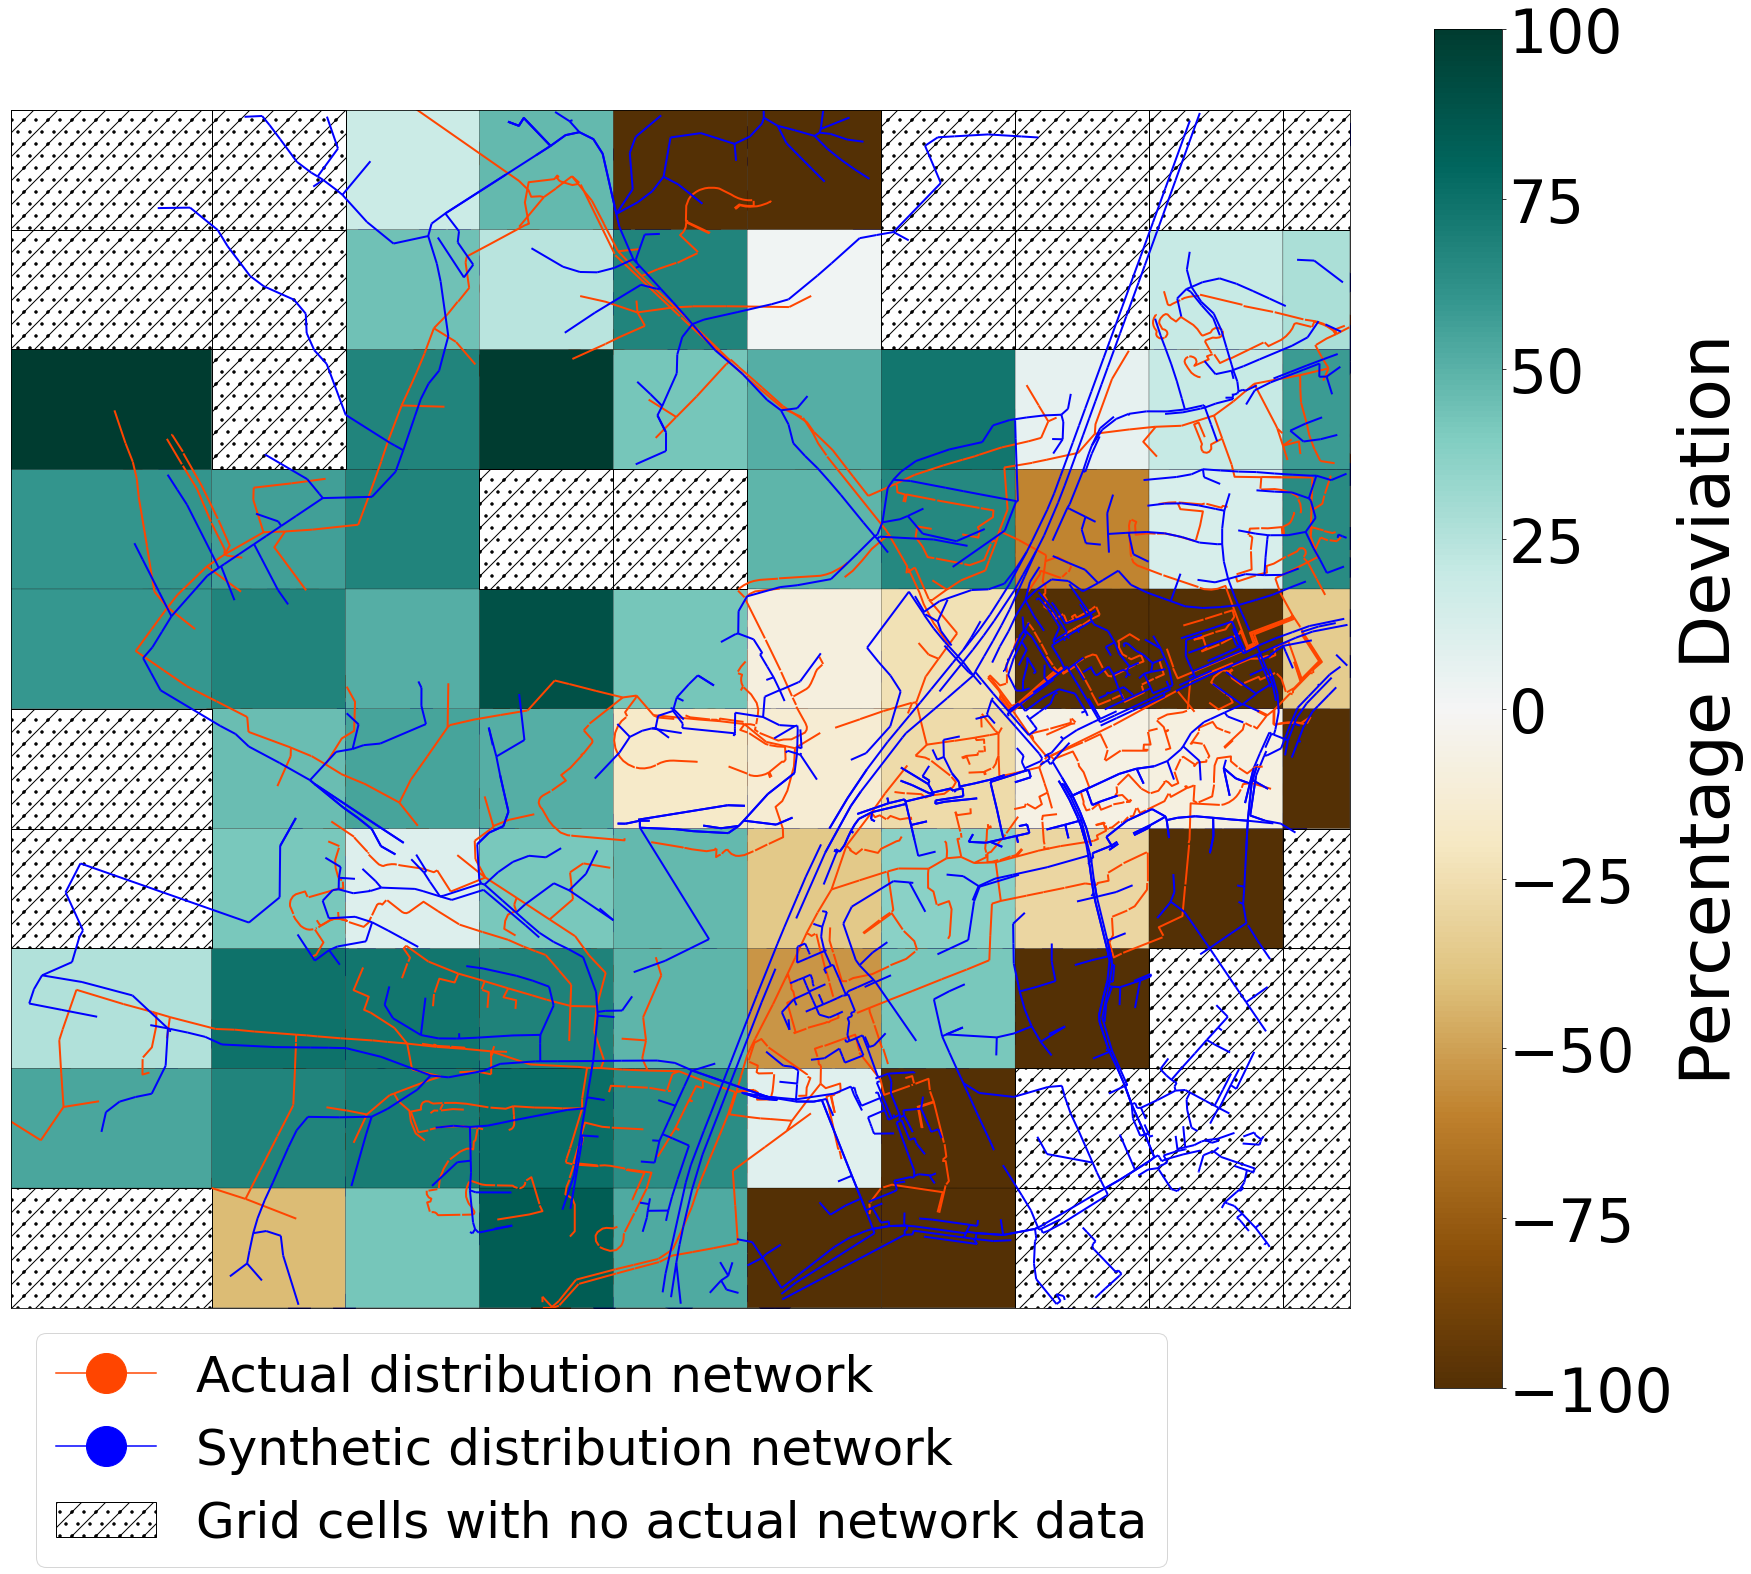 100
75
50
25
0
−25
−50
−75
−100
Percentage Deviation
Actual distribution network
Synthetic distribution network
Grid cells with no actual network data